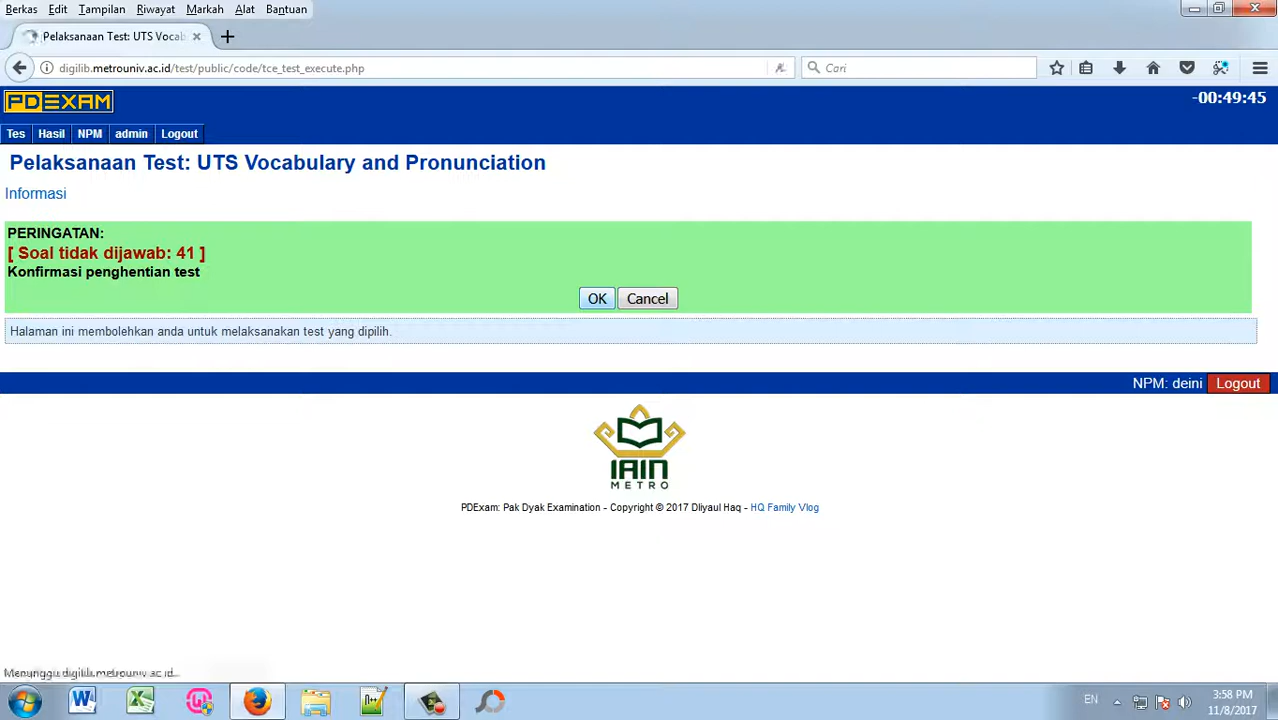 Berkas Edit Tampilan Riwayat Markah Alat Bantuan
Pelaksanaan Test: UTS Vocab
digilib.metrouniv.ac.id/test/public/code/tce_test_execute.php
Cari
PDEXAM
-00:49:45
Tes Hasil NPM admin Logout
Pelaksanaan Test: UTS Vocabulary and Pronunciation
Informasi
PERINGATAN:
[ Soal tidak dijawab: 41 ]
Konfirmasi penghentian test
OK Cancel
Halaman ini membolehkan anda untuk melaksanakan test yang dipilih.
NPM: deini Logout
IAIN
METRO
PDExam: Pak Dyak Examination - Copyright © 2017 Dliyaul Haq - HQ Family Vlog
Menunggu digilib.metrouniv.ac.id...
EN
3:58 PM
11/8/2017